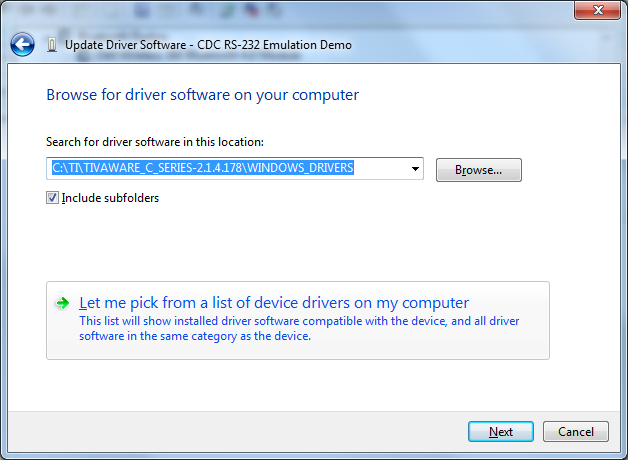 Update Driver Software - CDC RS-232 Emulation Demo
Browse for driver software on your computer
Search for driver software in this location:
C:\TI\TIVAWARE_C_SERIES-2.1.4.178\WINDOWS_DRIVERS
Browse...
Include subfolders
Let me pick from a list of device drivers on my computer
This list will show installed driver software compatible with the device, and all driver
software in the same category as the device.
Next
Cancel